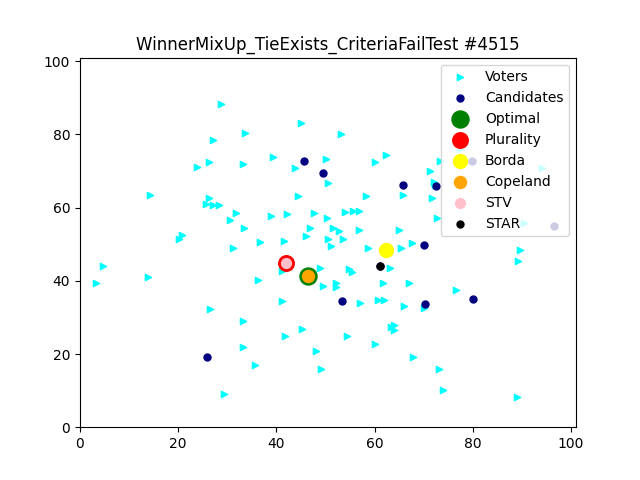 WinnerMixUp_TieExists_CriteriaFailTest #4515
100
80
60
40
20
0
0
20
40
60
80
100
Voters
Candidates
Optimal
Plurality
Borda
Copeland
STV
STAR